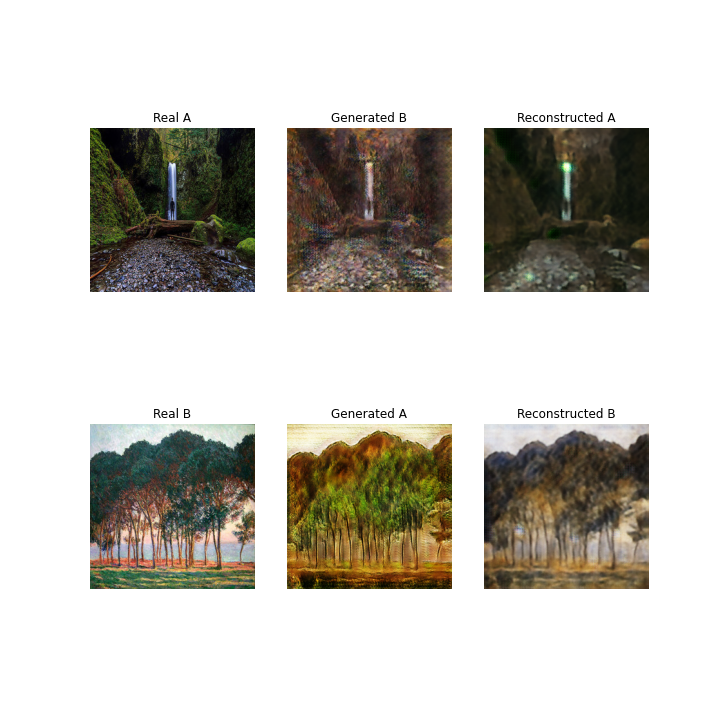 Real A
Generated B
Reconstructed A
Real B
Generated A
Reconstructed B